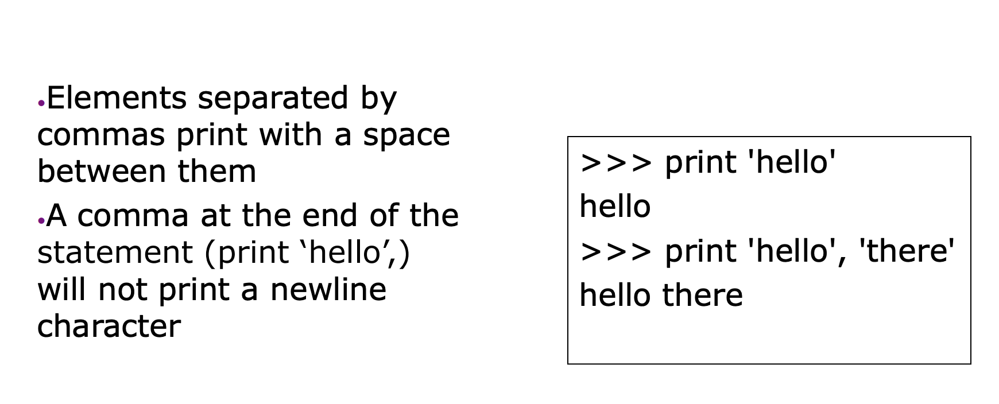 •Elements separated by
commas print with a space
between them
•A comma at the end of the
statement (print ‘hello’,)
will not print a newline
character
>>> print 'hello'
hello
>>> print 'hello', 'there'
hello there